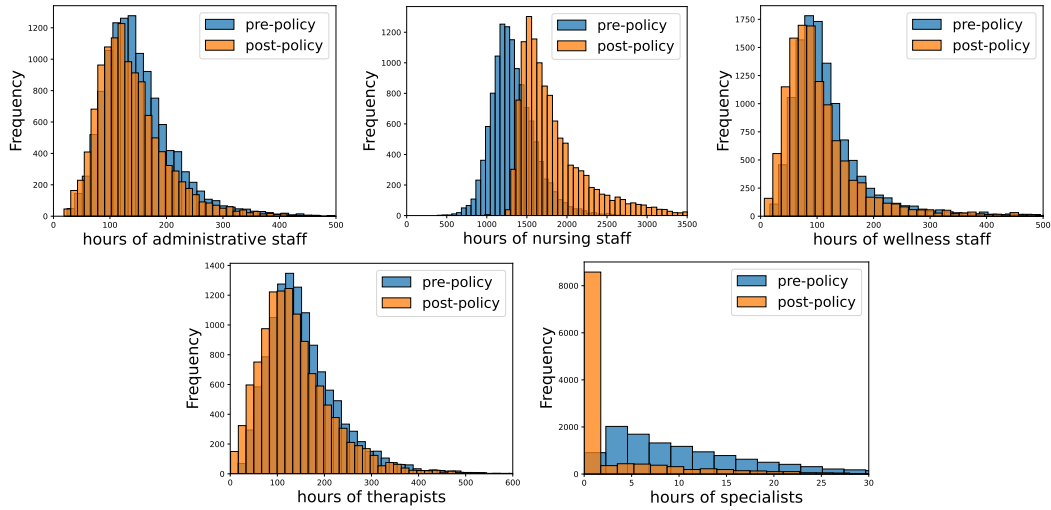 1200
1000
800
600
400
200
0
Frequency
0 100 200 300 400 500
hours of administrative staff
pre-policy
post-policy
1200
1000
800
600
400
200
0
Frequency
0 500 1000 1500 2000 2500 3000 3500
hours of nursing staff
pre-policy
post-policy
1750
1500
1250
1000
750
500
250
0
Frequency
0 100 200 300 400 500
hours of wellness staff
pre-policy
post-policy
1400
1200
1000
800
600
400
200
0
Frequency
0 100 200 300 400 500 600
hours of therapists
pre-policy
post-policy
8000
6000
4000
2000
0
Frequency
0 5 10 15 20 25 30
hours of specialists
pre-policy
post-policy